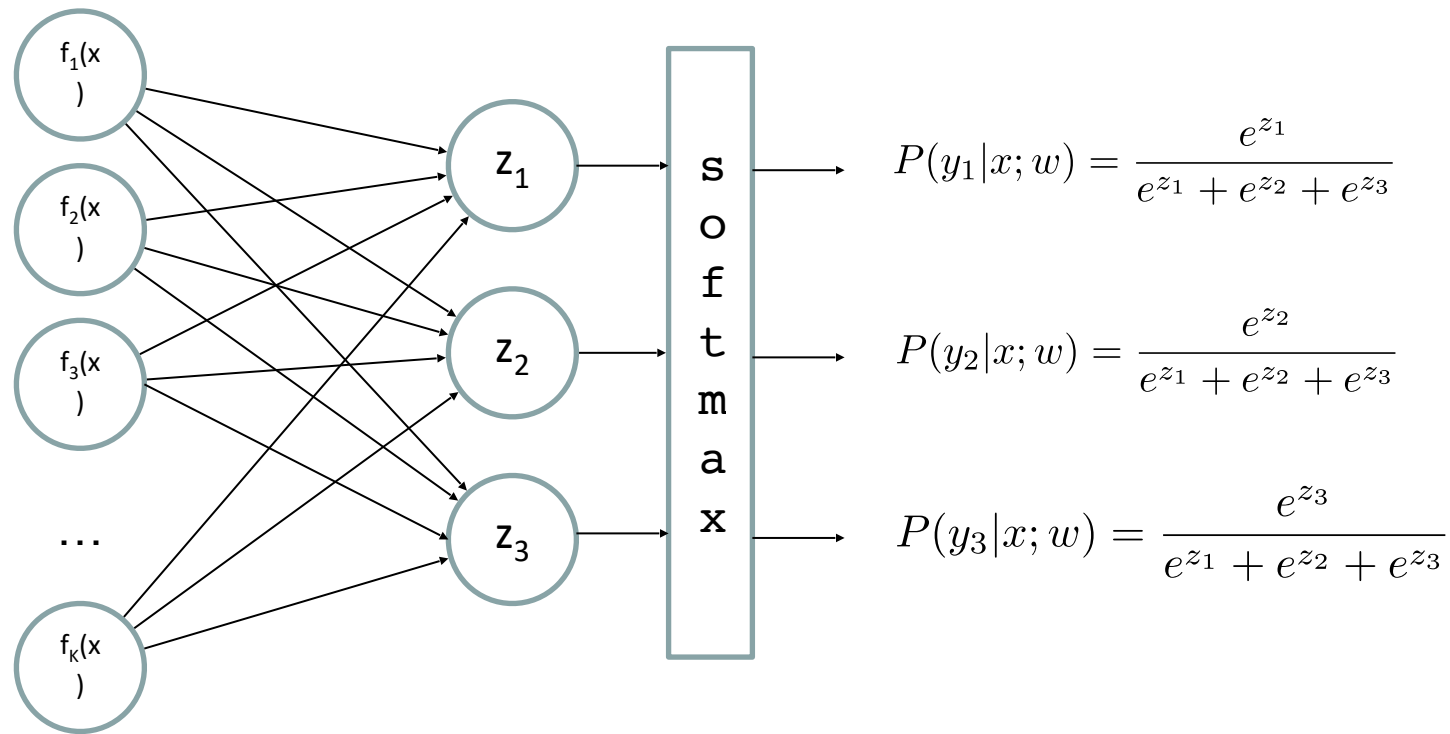 f₁(x
)
f₂(x
)
f₃(x
)
...
f_K(x
)
z₁
z₂
z₃
s
o
f
t
m
a
x
P(y₁|x; w) = e^{z₁} / (e^{z₁} + e^{z₂} + e^{z₃})
P(y₂|x; w) = e^{z₂} / (e^{z₁} + e^{z₂} + e^{z₃})
P(y₃|x; w) = e^{z₃} / (e^{z₁} + e^{z₂} + e^{z₃})